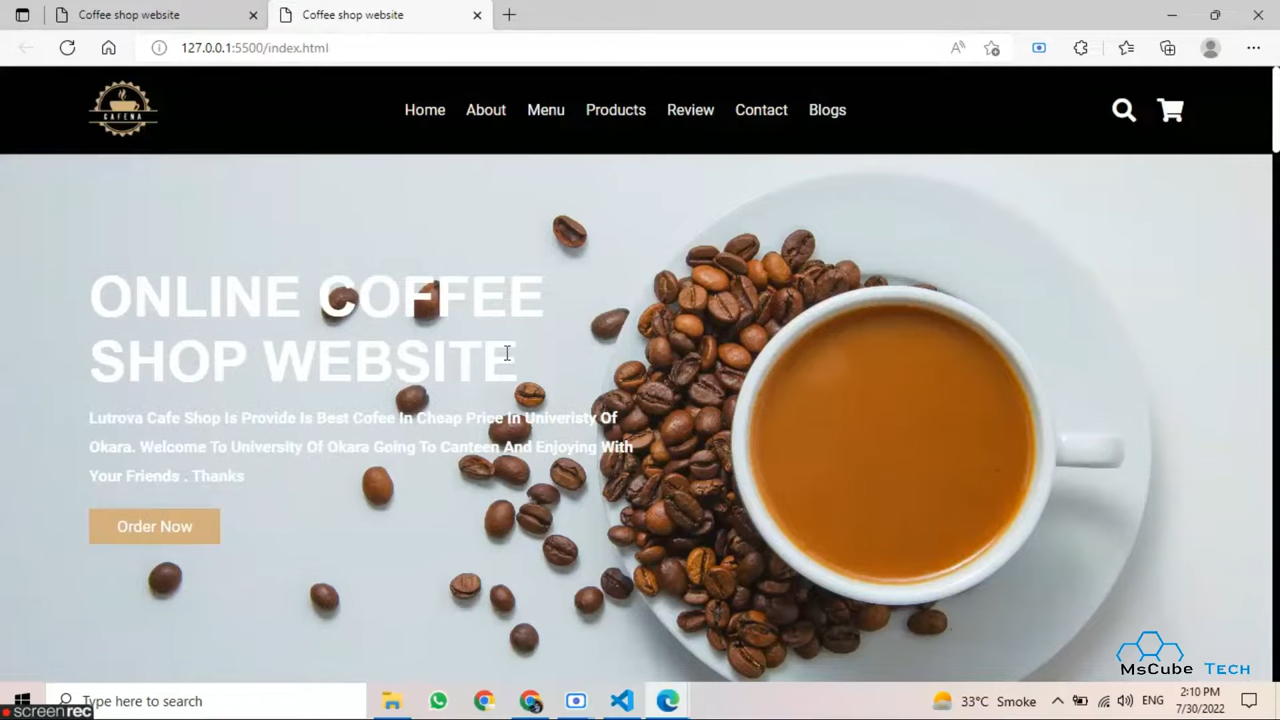 Coffee shop website
Coffee shop website
127.0.0.1:5500/index.html
CAFENA
Home About Menu Products Review Contact Blogs
ONLINE COFFEE
SHOP WEBSITE
Lutrova Cafe Shop Is Provide Is Best Cofee In Cheap Price In Univeristy Of
Okara. Welcome To University Of Okara Going To Canteen And Enjoying With
Your Friends . Thanks
Order Now
MsCube TECH
Type here to search
33°C Smoke
ENG
2:10 PM
7/30/2022
screenrec